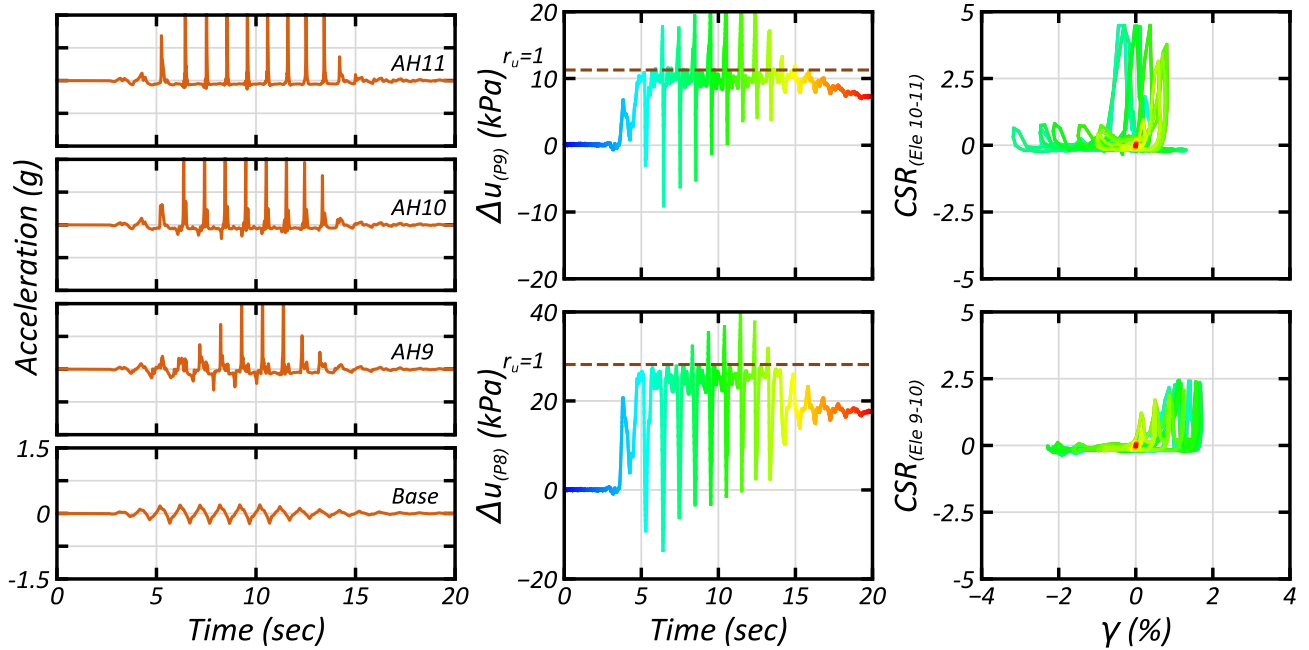 Acceleration (g)
AH11
AH10
AH9
Base
1.5
0
-1.5
0 5 10 15 20
Time (sec)
Δu(P9) (kPa)
20
ru=1
10
0
−10
−20
Δu(P8) (kPa)
40
ru=1
20
0
−20
0 5 10 15 20
Time (sec)
CSR(Ele 10-11)
5
2.5
0
-2.5
-5
CSR(Ele 9-10)
5
2.5
0
-2.5
-5
−4 −2 0 2 4
γ (%)